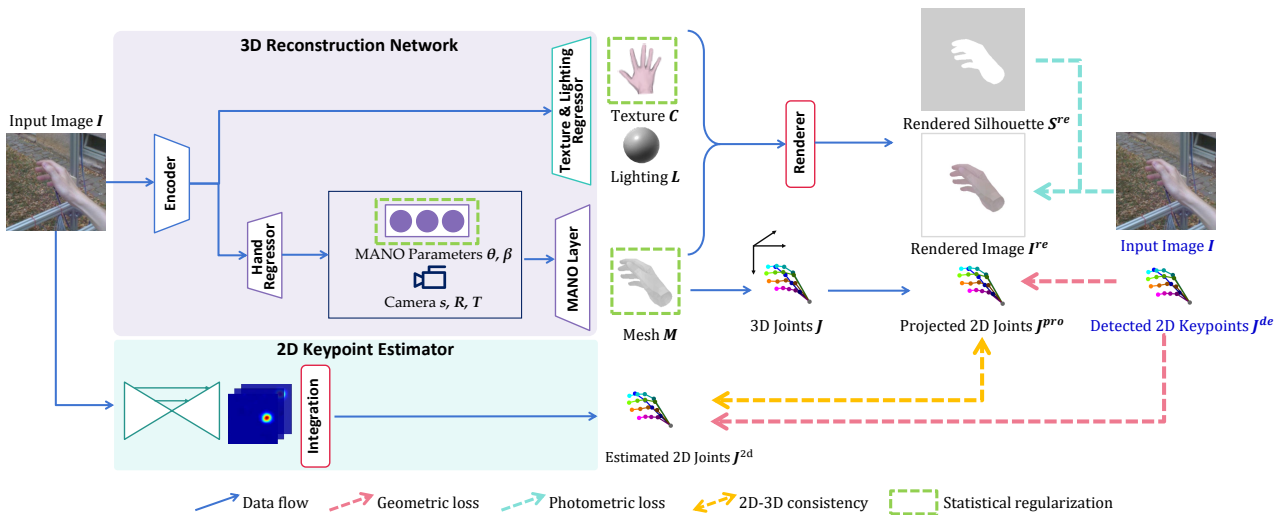 3D Reconstruction Network
Input Image I
Encoder
Texture & Lighting
Regressor
Hand
Regressor
MANO Parameters θ, β
Camera s, R, T
MANO Layer
Texture C
Lighting L
Mesh M
Renderer
Rendered Silhouette S^re
Rendered Image I^re
Input Image I
3D Joints J
Projected 2D Joints J^pro
Detected 2D Keypoints J^de
2D Keypoint Estimator
Integration
Estimated 2D Joints J^2d
Data flow
Geometric loss
Photometric loss
2D-3D consistency
Statistical regularization